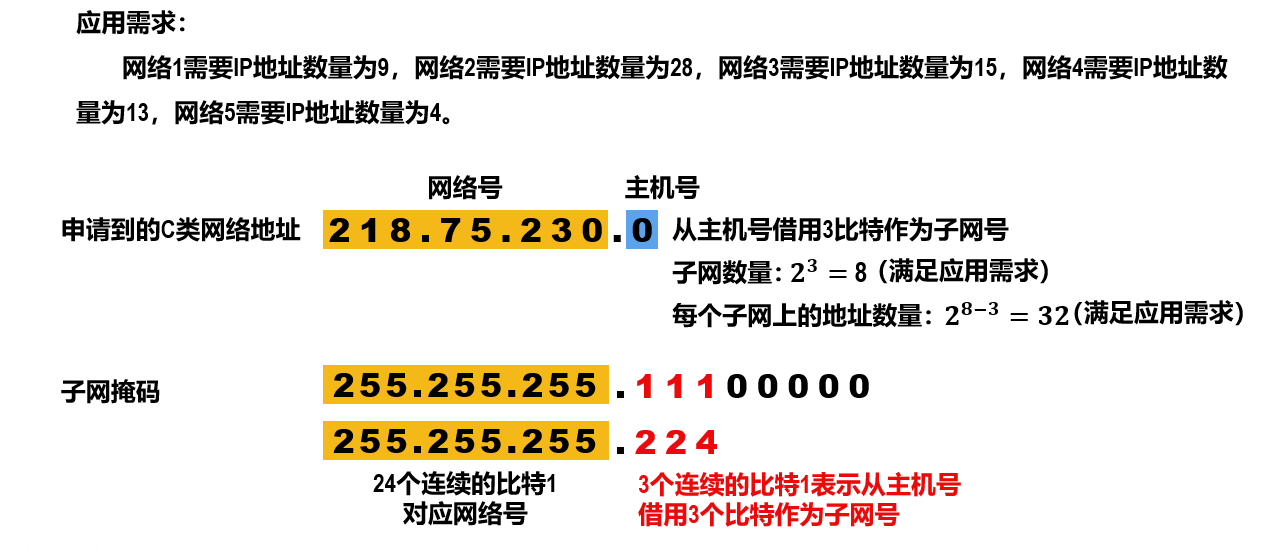 应用需求：
网络1需要IP地址数量为9，网络2需要IP地址数量为28，网络3需要IP地址数量为15，网络4需要IP地址数
量为13，网络5需要IP地址数量为4。
网络号 主机号
申请到的C类网络地址 218.75.230.0 从主机号借用3比特作为子网号
子网数量：2³ = 8（满足应用需求）
每个子网上的地址数量：2⁸⁻³ = 32（满足应用需求）
子网掩码 255.255.255.11100000
255.255.255.224
24个连续的比特1 3个连续的比特1表示从主机号
对应网络号 借用3个比特作为子网号